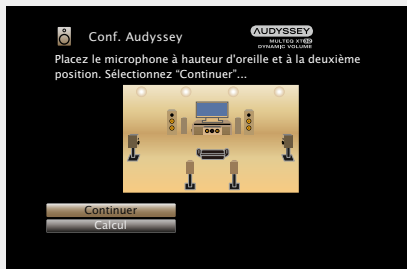 Conf. Audyssey
AUDYSSEY
MULTEQ XT32
DYNAMIC VOLUME
Placez le microphone à hauteur d'oreille et à la deuxième
position. Sélectionnez “Continuer”...
Continuer
Calcul